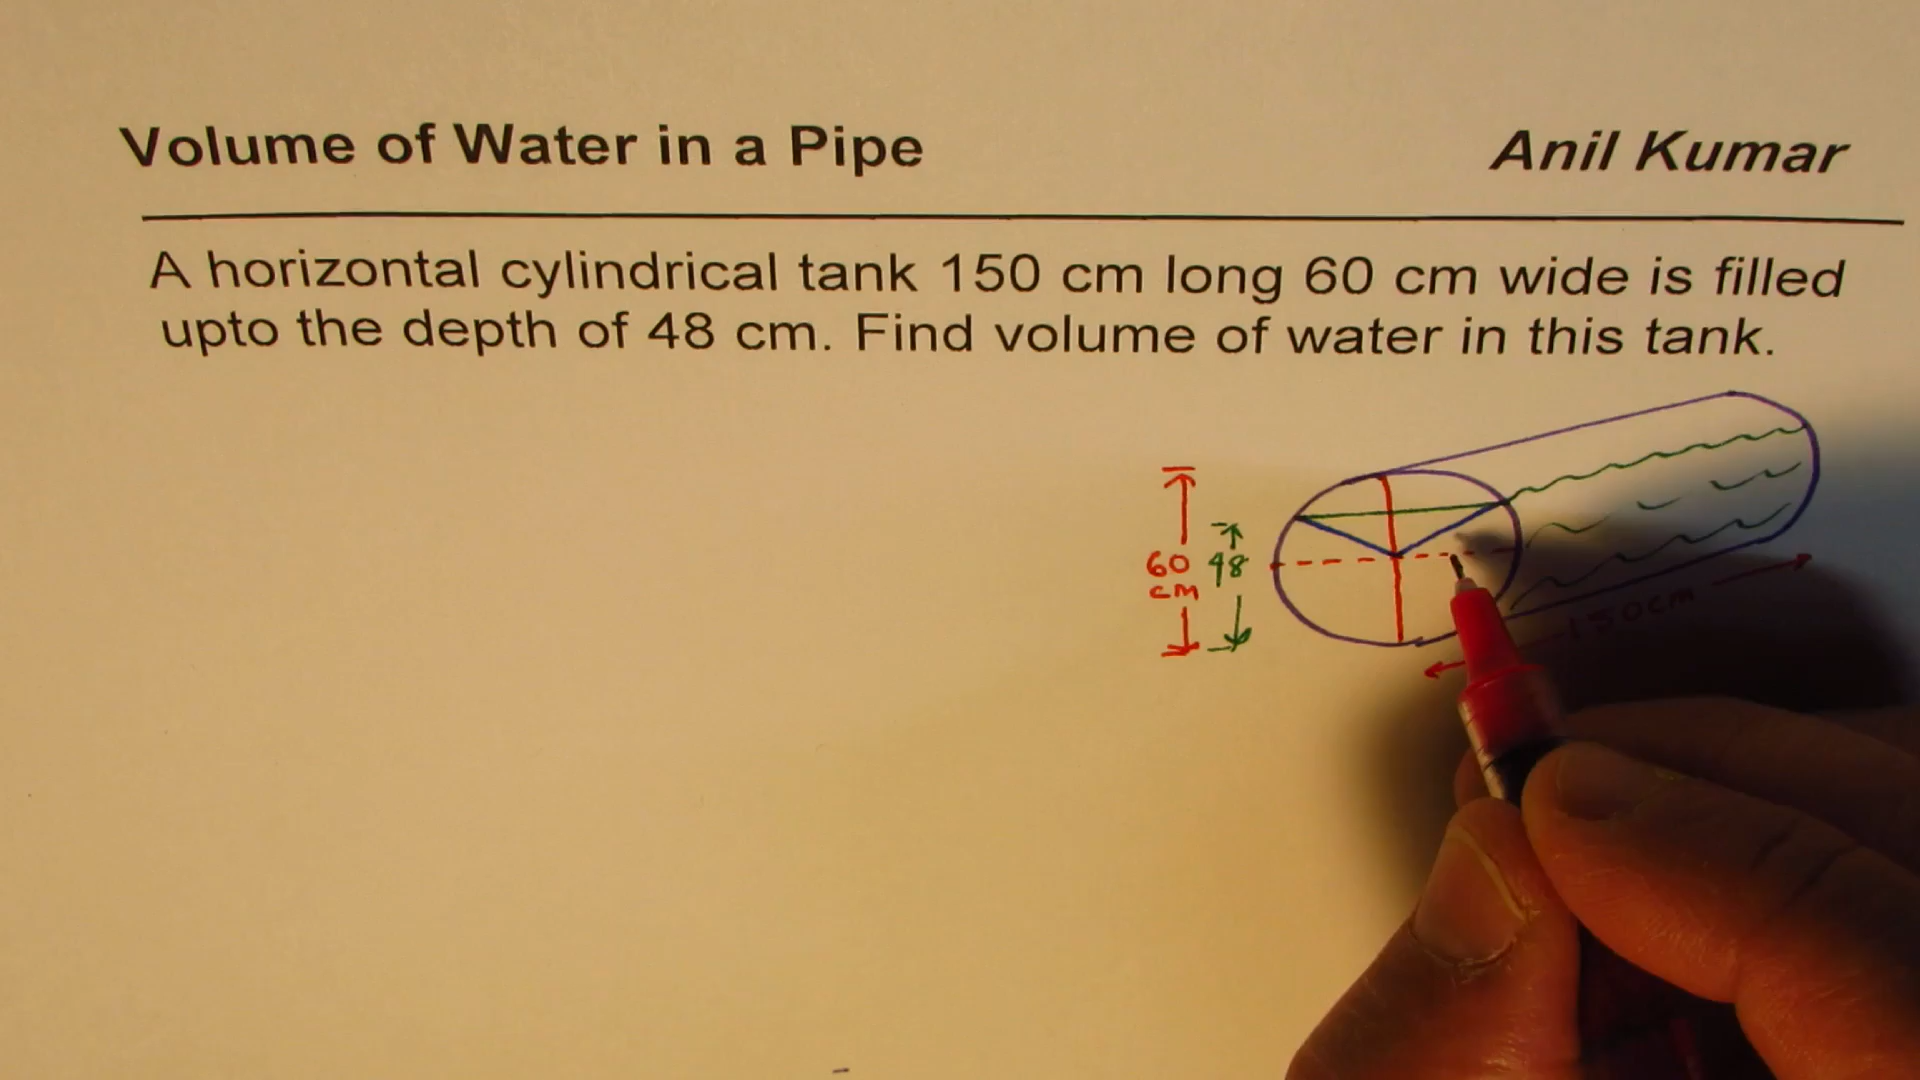 Volume of Water in a Pipe
Anil Kumar
A horizontal cylindrical tank 150 cm long 60 cm wide is filled
upto the depth of 48 cm. Find volume of water in this tank.
60
cm
48
150cm